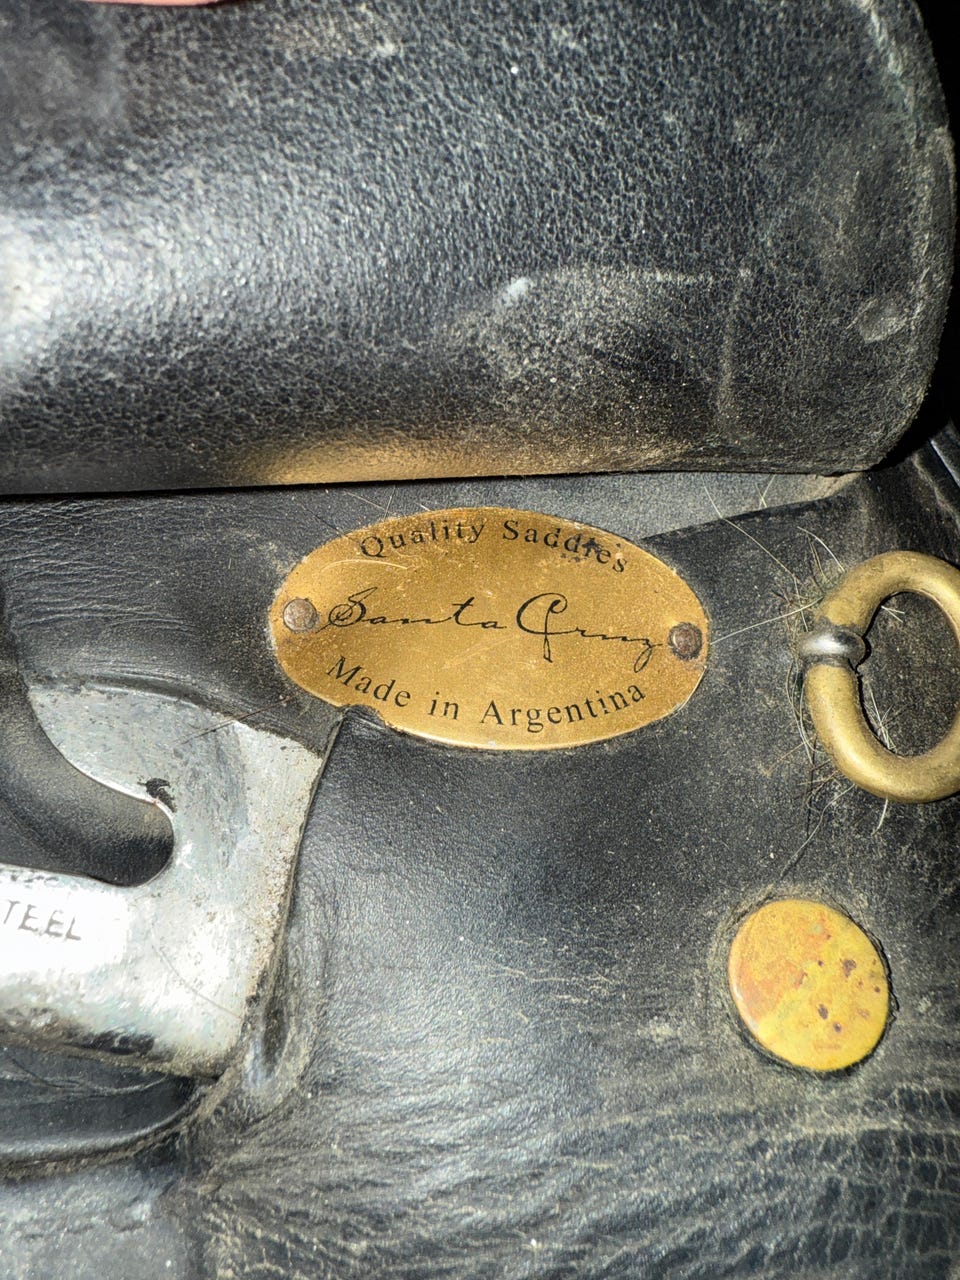 Quality Saddles
Santa Cruz
Made in Argentina
TEEL